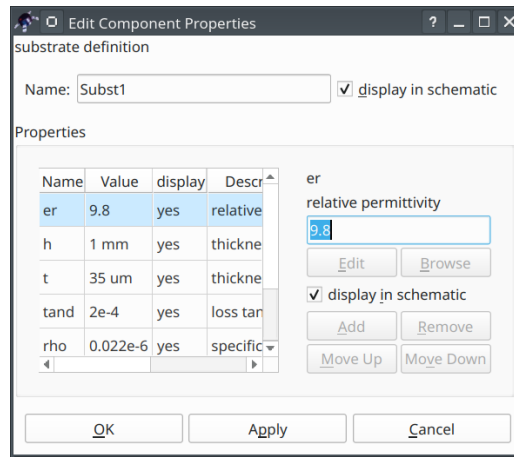 Edit Component Properties
substrate definition
Name: Subst1 display in schematic
Properties
Name Value display Descr
er 9.8 yes relative
h 1 mm yes thickne
t 35 um yes thickne
tand 2e-4 yes loss tan
rho 0.022e-6 yes specific
er
relative permittivity
9.8
Edit Browse
display in schematic
Add Remove
Move Up Move Down
OK Apply Cancel